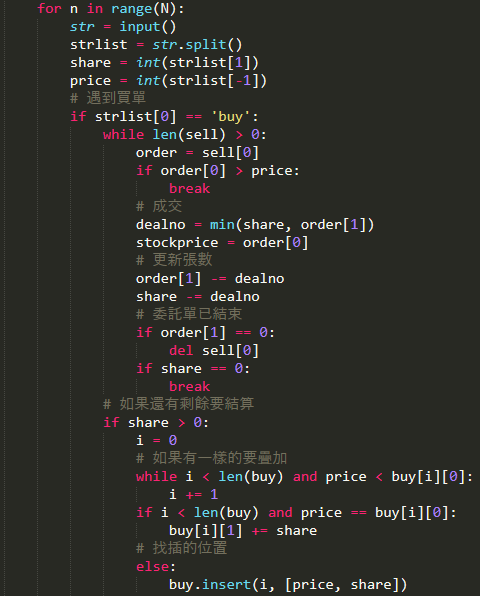 for n in range(N):
str = input()
strlist = str.split()
share = int(strlist[1])
price = int(strlist[-1])
# 遇到買單
if strlist[0] == 'buy':
while len(sell) > 0:
order = sell[0]
if order[0] > price:
break
# 成交
dealno = min(share, order[1])
stockprice = order[0]
# 更新張數
order[1] -= dealno
share -= dealno
# 委託單已結束
if order[1] == 0:
del sell[0]
if share == 0:
break
# 如果還有剩餘要結算
if share > 0:
i = 0
# 如果有一樣的要疊加
while i < len(buy) and price < buy[i][0]:
i += 1
if i < len(buy) and price == buy[i][0]:
buy[i][1] += share
# 找插的位置
else:
buy.insert(i, [price, share])